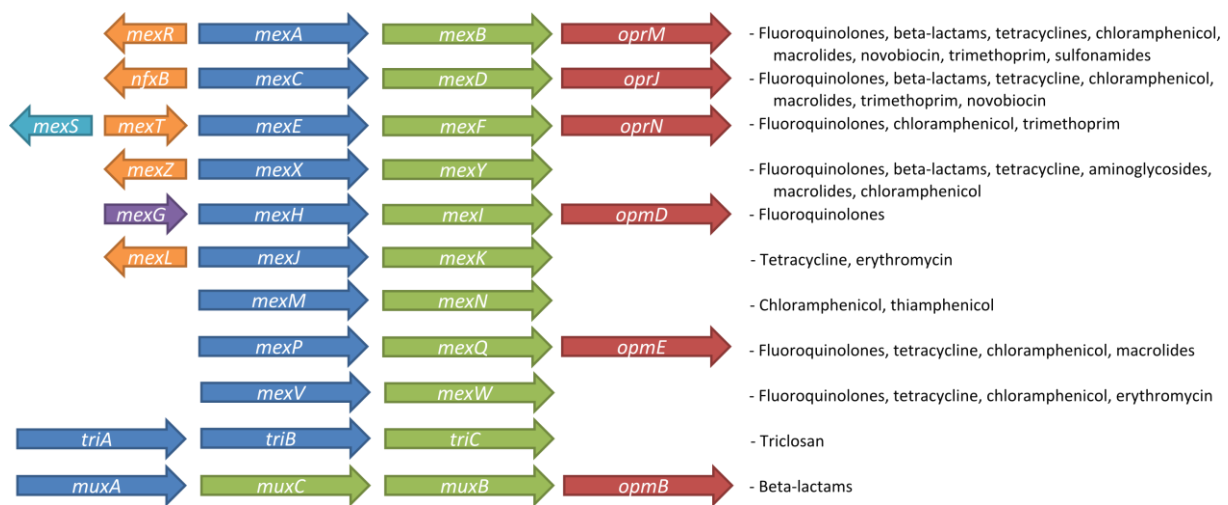 mexR mexA mexB oprM - Fluoroquinolones, beta-lactams, tetracyclines, chloramphenicol,
macrolides, novobiocin, trimethoprim, sulfonamides
nfxB mexC mexD oprJ - Fluoroquinolones, beta-lactams, tetracycline, chloramphenicol,
macrolides, trimethoprim, novobiocin
mexS mexT mexE mexF oprN - Fluoroquinolones, chloramphenicol, trimethoprim
mexZ mexX mexY - Fluoroquinolones, beta-lactams, tetracycline, aminoglycosides,
macrolides, chloramphenicol
mexG mexH mexI opmD - Fluoroquinolones
mexL mexJ mexK - Tetracycline, erythromycin
mexM mexN - Chloramphenicol, thiamphenicol
mexP mexQ opmE - Fluoroquinolones, tetracycline, chloramphenicol, macrolides
mexV mexW - Fluoroquinolones, tetracycline, chloramphenicol, erythromycin
triA triB triC - Triclosan
muxA muxC muxB opmB - Beta-lactams